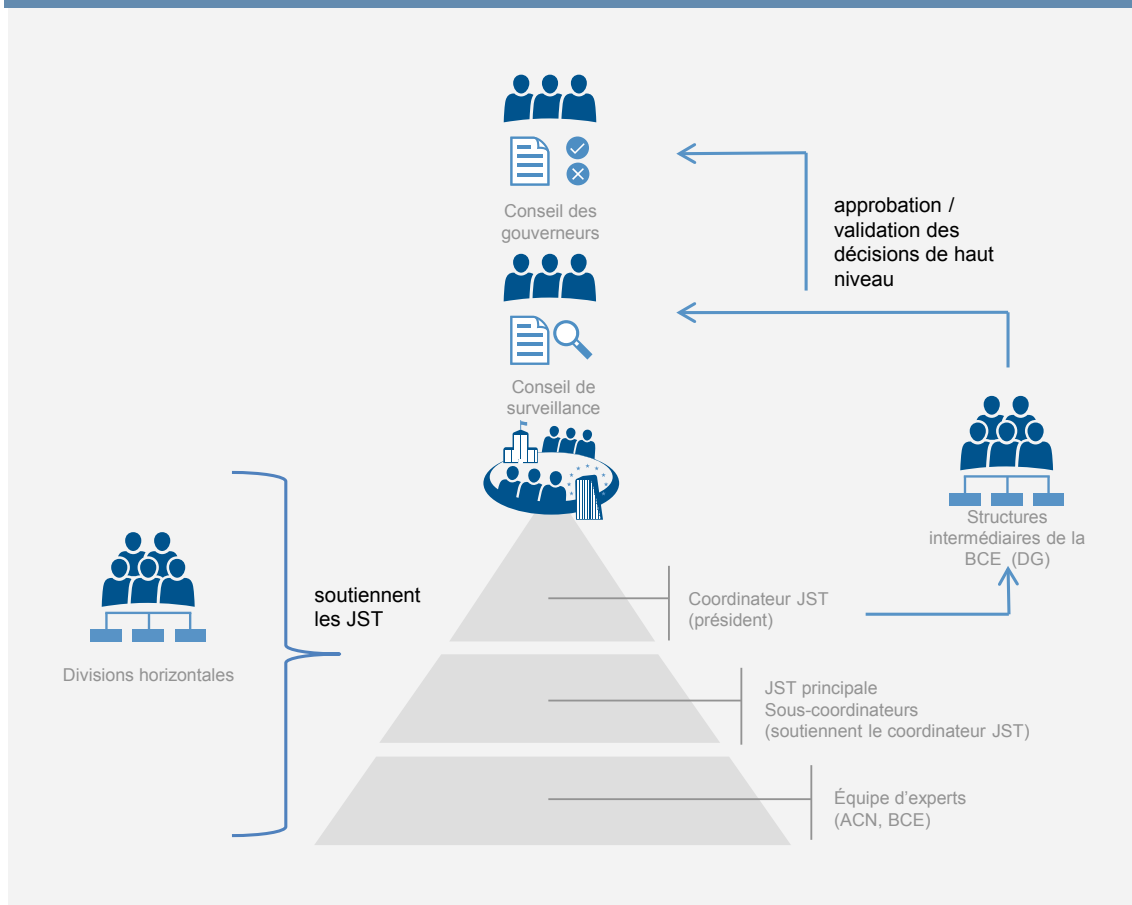 Conseil des
gouverneurs
approbation /
validation des
décisions de haut
niveau
Conseil de
surveillance
Structures
intermédiaires de la
BCE (DG)
Divisions horizontales
soutiennent
les JST
Coordinateur JST
(président)
JST principale
Sous-coordinateurs
(soutiennent le coordinateur JST)
Équipe d’experts
(ACN, BCE)